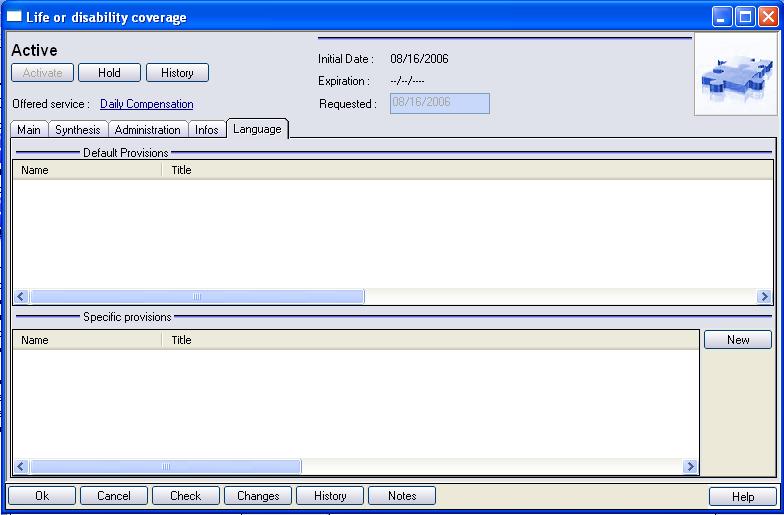 Life or disability coverage
Active
Activate Hold History
Initial Date : 08/16/2006
Expiration : --/--/----
Requested : 08/16/2006
Offered service : Daily Compensation
Main Synthesis Administration Infos Language
Default Provisions
Name Title
Specific provisions
Name Title
New
Ok Cancel Check Changes History Notes Help